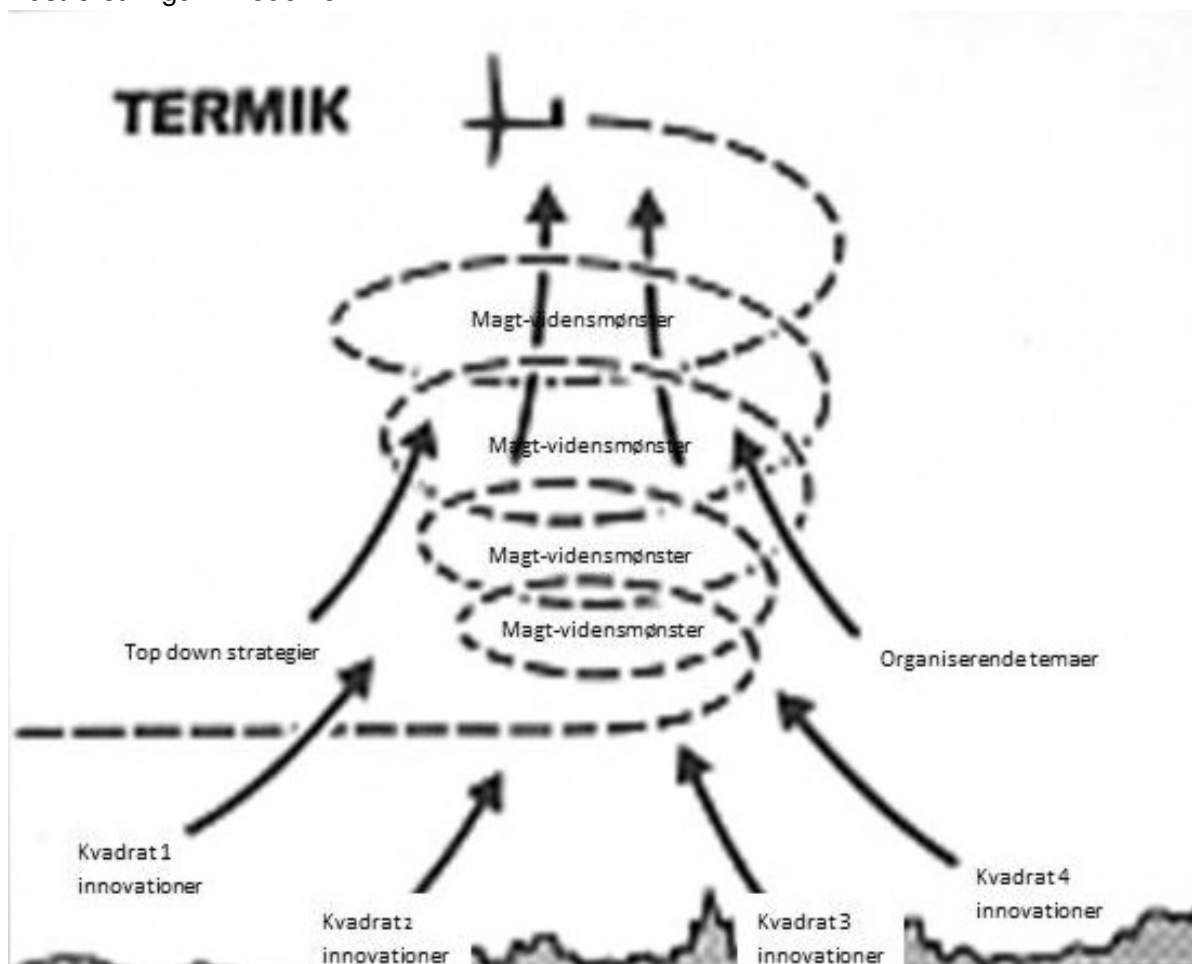 TERMIK
Magt-vidensmønster
Magt-vidensmønster
Magt-vidensmønster
Magt-vidensmønster
Top down strategier
Organiserende temaer
Kvadrat 1
innovationer
Kvadrat 2
innovationer
Kvadrat 3
innovationer
Kvadrat 4
innovationer